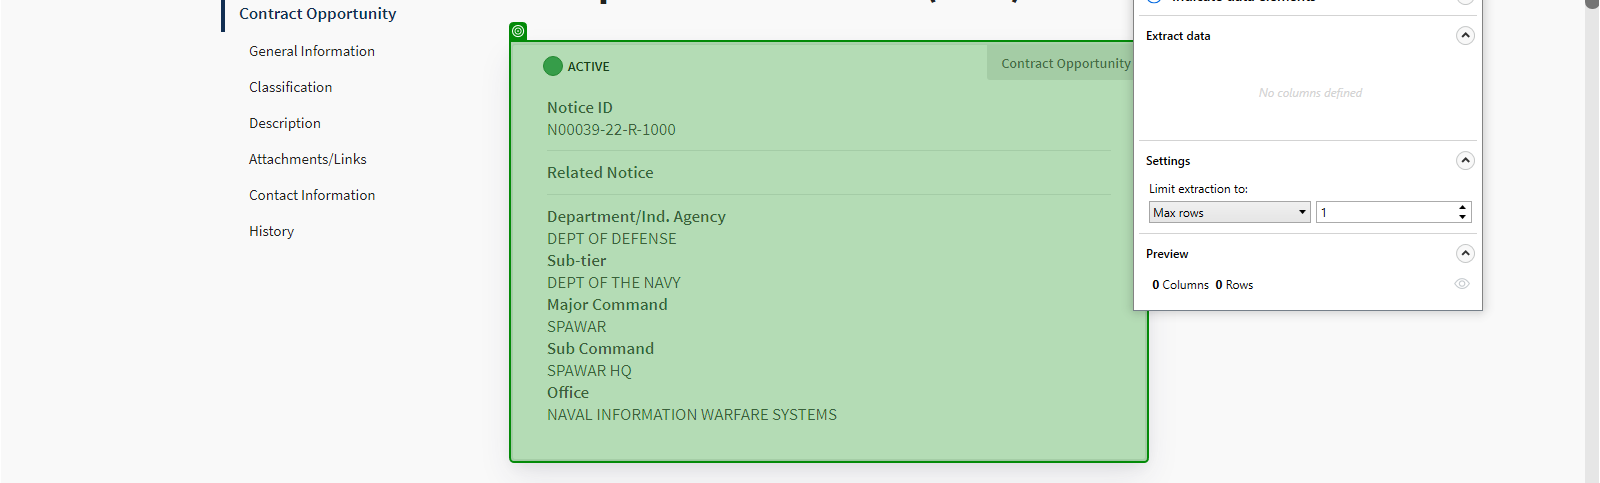 Contract Opportunity
General Information
Classification
Description
Attachments/Links
Contact Information
History
ACTIVE
Contract Opportunity
Notice ID
N00039-22-R-1000
Related Notice
Department/Ind. Agency
DEPT OF DEFENSE
Sub-tier
DEPT OF THE NAVY
Major Command
SPAWAR
Sub Command
SPAWAR HQ
Office
NAVAL INFORMATION WARFARE SYSTEMS
Extract data
No columns defined
Settings
Limit extraction to:
Max rows 1
Preview
0 Columns 0 Rows